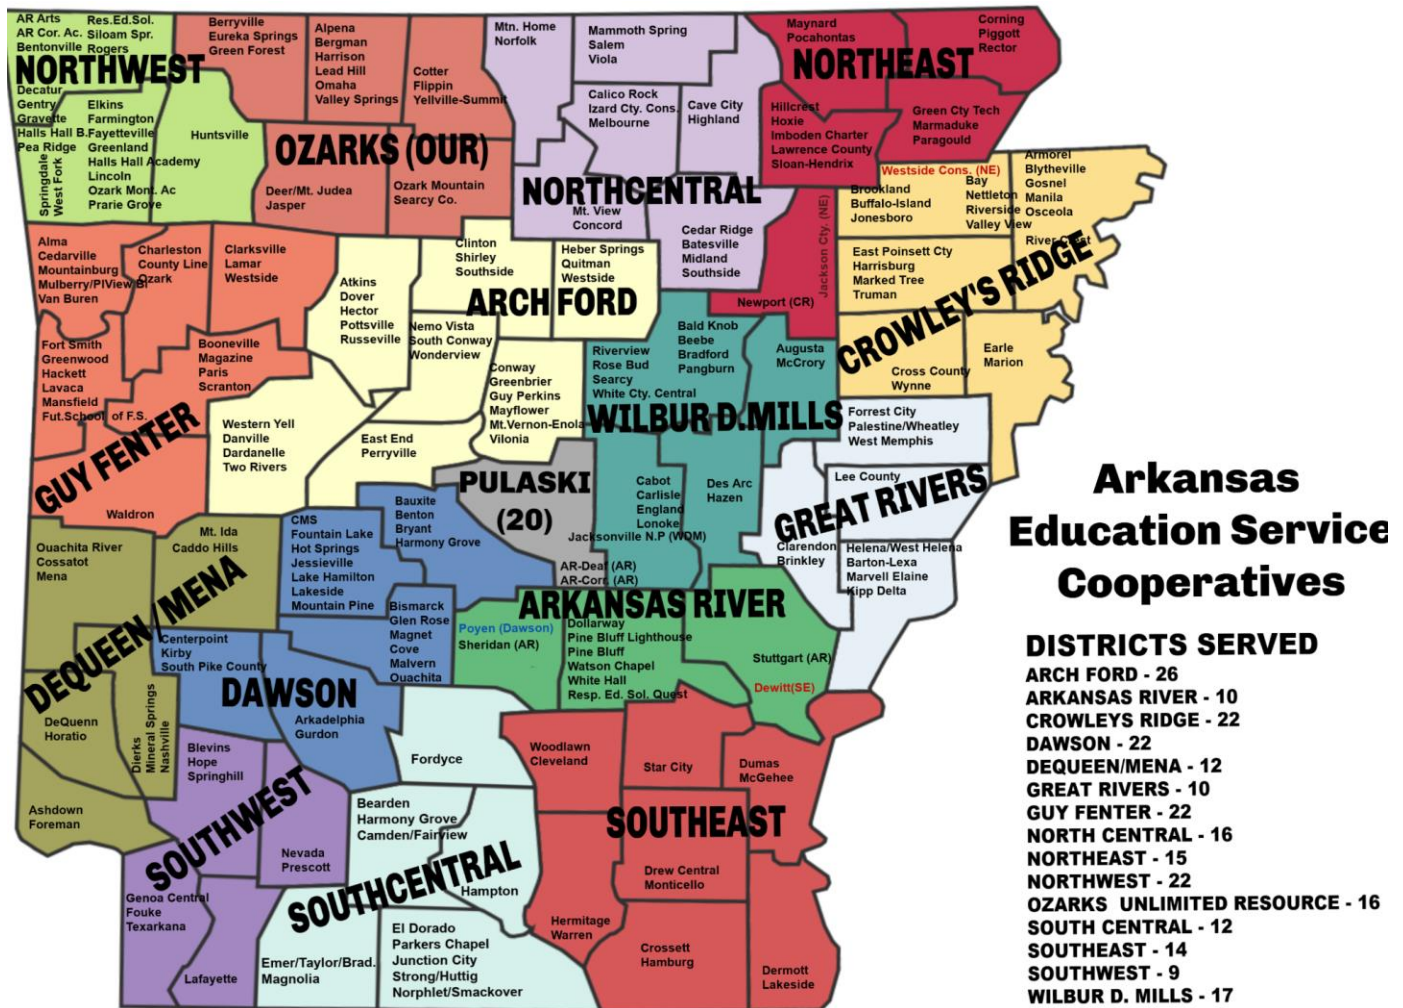 AR Arts
AR Cor. Ac.
Bentonville
Res.Ed.Sol.
Siloam Spr.
Rogers
NORTHWEST
Decatur
Gentry
Gravette
Halls Hall B.
Pea Ridge
Springdale
West Fork
Elkins
Farmington
Fayetteville
Greenland
Halls Hall Academy
Lincoln
Ozark Mont. Ac
Prarie Grove
Huntsville
Berryville
Eureka Springs
Green Forest
Alpena
Bergman
Harrison
Lead Hill
Omaha
Valley Springs
Cotter
Flippin
Yellville-Summit
OZARKS (OUR)
Deer/Mt. Judea
Jasper
Ozark Mountain
Searcy Co.
Mtn. Home
Norfolk
Mammoth Spring
Salem
Viola
Calico Rock
Izard Cty. Cons.
Melbourne
Cave City
Highland
NORTHCENTRAL
Mt. View
Concord
Cedar Ridge
Batesville
Midland
Southside
Maynard
Pocahontas
Corning
Piggott
Rector
NORTHEAST
Hillcrest
Hoxie
Imboden Charter
Lawrence County
Sloan-Hendrix
Green Cty Tech
Marmaduke
Paragould
Jackson Cty. (NE)
Newport (CR)
Westside Cons. (NE)
Brookland
Buffalo-Island
Jonesboro
Bay
Nettleton
Riverside
Valley View
Armorel
Blytheville
Gosnel
Manila
Osceola
River Crest
East Poinsett Cty
Harrisburg
Marked Tree
Truman
CROWLEY'S RIDGE
Cross County
Wynne
Earle
Marion
Alma
Cedarville
Mountainburg
Mulberry/PlView Bi
Van Buren
Charleston
County Line
Ozark
Clarksville
Lamar
Westside
Fort Smith
Greenwood
Hackett
Lavaca
Mansfield
Fut.School of F.S.
Booneville
Magazine
Paris
Scranton
GUY FENTER
Waldron
Atkins
Dover
Hector
Pottsville
Russeville
Clinton
Shirley
Southside
Heber Springs
Quitman
Westside
ARCH FORD
Nemo Vista
South Conway
Wonderview
Conway
Greenbrier
Guy Perkins
Mayflower
Mt.Vernon-Enola
Vilonia
Western Yell
Danville
Dardanelle
Two Rivers
East End
Perryville
Riverview
Rose Bud
Searcy
White Cty. Central
Bald Knob
Beebe
Bradford
Pangburn
Augusta
McCrory
WILBUR D.MILLS
Cabot
Carlisle
England
Lonoke
Jacksonville N.P (WDM)
Des Arc
Hazen
PULASKI
(20)
AR-Deaf (AR)
AR-Corr. (AR)
Forrest City
Palestine/Wheatley
West Memphis
Lee County
GREAT RIVERS
Clarendon
Brinkley
Helena/West Helena
Barton-Lexa
Marvell Elaine
Kipp Delta
Ouachita River
Cossatot
Mena
Mt. Ida
Caddo Hills
DEQUEEN / MENA
DeQuenn
Horatio
Dierks
Mineral Springs
Nashville
Ashdown
Foreman
Bauxite
Benton
Bryant
Harmony Grove
CMS
Fountain Lake
Hot Springs
Jessieville
Lake Hamilton
Lakeside
Mountain Pine
Bismarck
Glen Rose
Magnet
Cove
Malvern
Ouachita
Centerpoint
Kirby
South Pike County
DAWSON
Arkadelphia
Gurdon
ARKANSAS RIVER
Poyen (Dawson)
Sheridan (AR)
Dollarway
Pine Bluff Lighthouse
Pine Bluff
Watson Chapel
White Hall
Resp. Ed. Sol. Quest
Stuttgart (AR)
Dewitt(SE)
Blevins
Hope
Springhill
SOUTHWEST
Nevada
Prescott
Genoa Central
Fouke
Texarkana
Lafayette
Fordyce
Bearden
Harmony Grove
Camden/Fairview
SOUTHCENTRAL
Hampton
Emer/Taylor/Brad.
Magnolia
El Dorado
Parkers Chapel
Junction City
Strong/Huttig
Norphlet/Smackover
Woodlawn
Cleveland
Star City
Dumas
McGehee
SOUTHEAST
Drew Central
Monticello
Hermitage
Warren
Crossett
Hamburg
Dermott
Lakeside
Arkansas
Education Service
Cooperatives
DISTRICTS SERVED
ARCH FORD - 26
ARKANSAS RIVER - 10
CROWLEYS RIDGE - 22
DAWSON - 22
DEQUEEN/MENA - 12
GREAT RIVERS - 10
GUY FENTER - 22
NORTH CENTRAL - 16
NORTHEAST - 15
NORTHWEST - 22
OZARKS UNLIMITED RESOURCE - 16
SOUTH CENTRAL - 12
SOUTHEAST - 14
SOUTHWEST - 9
WILBUR D. MILLS - 17